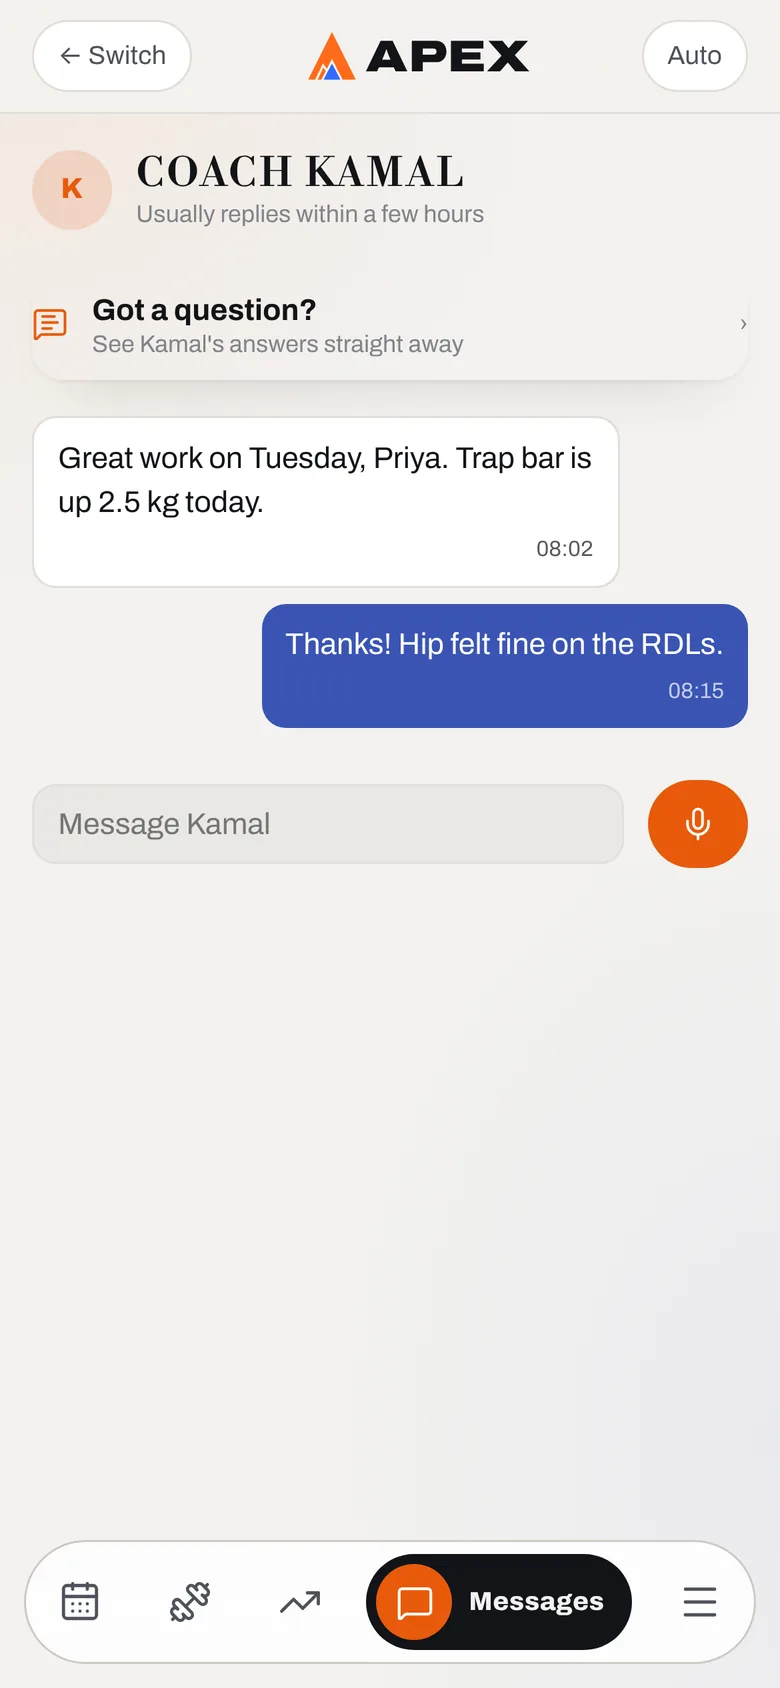 ← Switch
APEX
Auto
K
COACH KAMAL
Usually replies within a few hours
Got a question?
See Kamal's answers straight away
›
Great work on Tuesday, Priya. Trap bar is
up 2.5 kg today.
08:02
Thanks! Hip felt fine on the RDLs.
08:15
Message Kamal
Messages